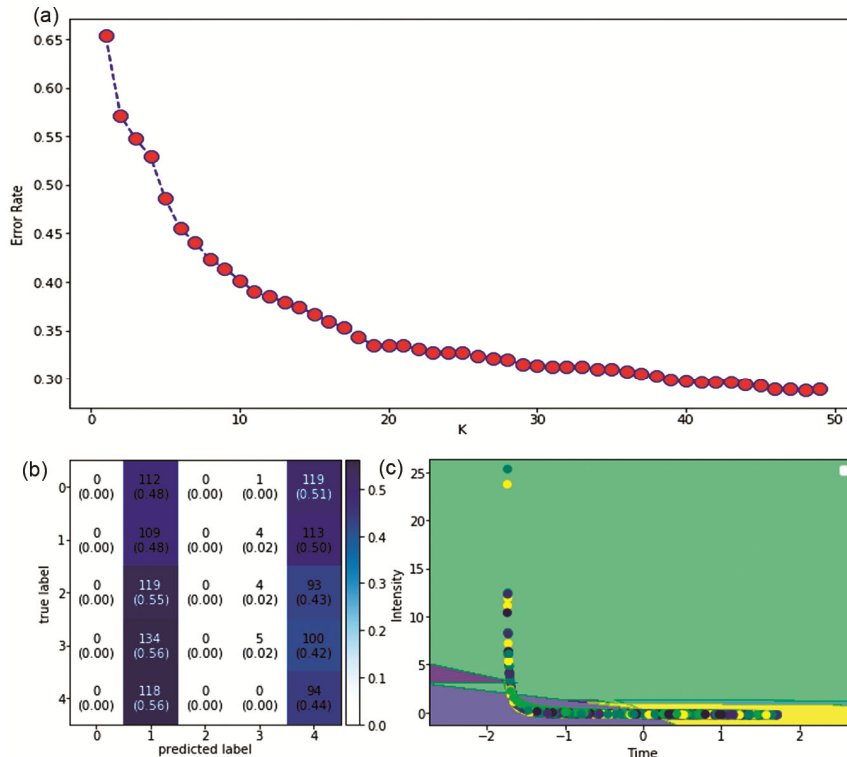 (a)
0.65
0.60
0.55
0.50
0.45
0.40
0.35
0.30
Error Rate
0 10 20 30 40 50
K
(b)
0 112 0 1 119
(0.00) (0.48) (0.00) (0.00) (0.51)
0 109 0 4 113
(0.00) (0.48) (0.00) (0.02) (0.50)
0 119 0 4 93
(0.00) (0.55) (0.00) (0.02) (0.43)
0 134 0 5 100
(0.00) (0.56) (0.00) (0.02) (0.42)
0 118 0 0 94
(0.00) (0.56) (0.00) (0.00) (0.44)
0
1
2
3
4
true label
0 1 2 3 4
predicted label
0.5
0.4
0.3
0.2
0.1
0.0
(c)
25
20
15
10
5
0
Intensity
−2 −1 0 1 2
Time